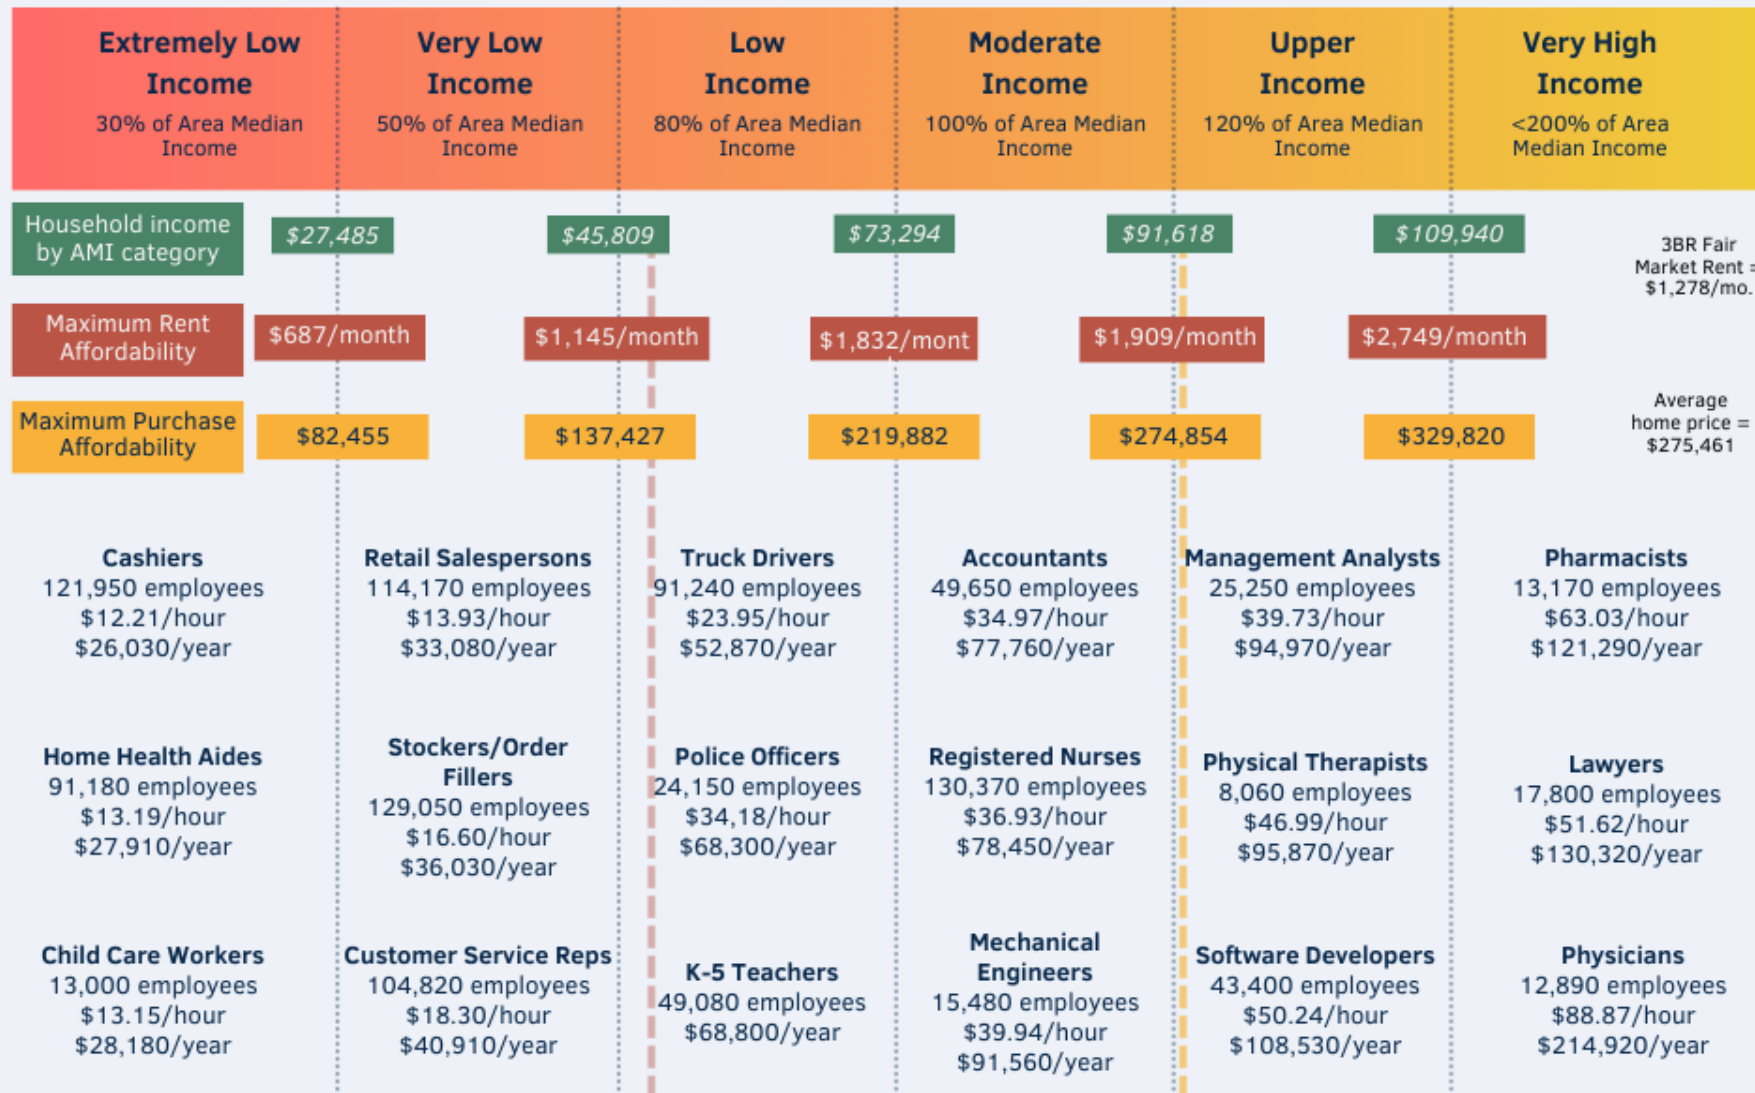 Extremely Low
Income
30% of Area Median
Income
Very Low
Income
50% of Area Median
Income
Low
Income
80% of Area Median
Income
Moderate
Income
100% of Area Median
Income
Upper
Income
120% of Area Median
Income
Very High
Income
<200% of Area
Median Income
Household income
by AMI category
$27,485
$45,809
$73,294
$91,618
$109,940
3BR Fair
Market Rent =
$1,278/mo.
Maximum Rent
Affordability
$687/month
$1,145/month
$1,832/mont
$1,909/month
$2,749/month
Maximum Purchase
Affordability
$82,455
$137,427
$219,882
$274,854
$329,820
Average
home price =
$275,461
Cashiers
121,950 employees
$12.21/hour
$26,030/year
Retail Salespersons
114,170 employees
$13.93/hour
$33,080/year
Truck Drivers
91,240 employees
$23.95/hour
$52,870/year
Accountants
49,650 employees
$34.97/hour
$77,760/year
Management Analysts
25,250 employees
$39.73/hour
$94,970/year
Pharmacists
13,170 employees
$63.03/hour
$121,290/year
Home Health Aides
91,180 employees
$13.19/hour
$27,910/year
Stockers/Order
Fillers
129,050 employees
$16.60/hour
$36,030/year
Police Officers
24,150 employees
$34,18/hour
$68,300/year
Registered Nurses
130,370 employees
$36.93/hour
$78,450/year
Physical Therapists
8,060 employees
$46.99/hour
$95,870/year
Lawyers
17,800 employees
$51.62/hour
$130,320/year
Child Care Workers
13,000 employees
$13.15/hour
$28,180/year
Customer Service Reps
104,820 employees
$18.30/hour
$40,910/year
K-5 Teachers
49,080 employees
$68,800/year
Mechanical
Engineers
15,480 employees
$39.94/hour
$91,560/year
Software Developers
43,400 employees
$50.24/hour
$108,530/year
Physicians
12,890 employees
$88.87/hour
$214,920/year